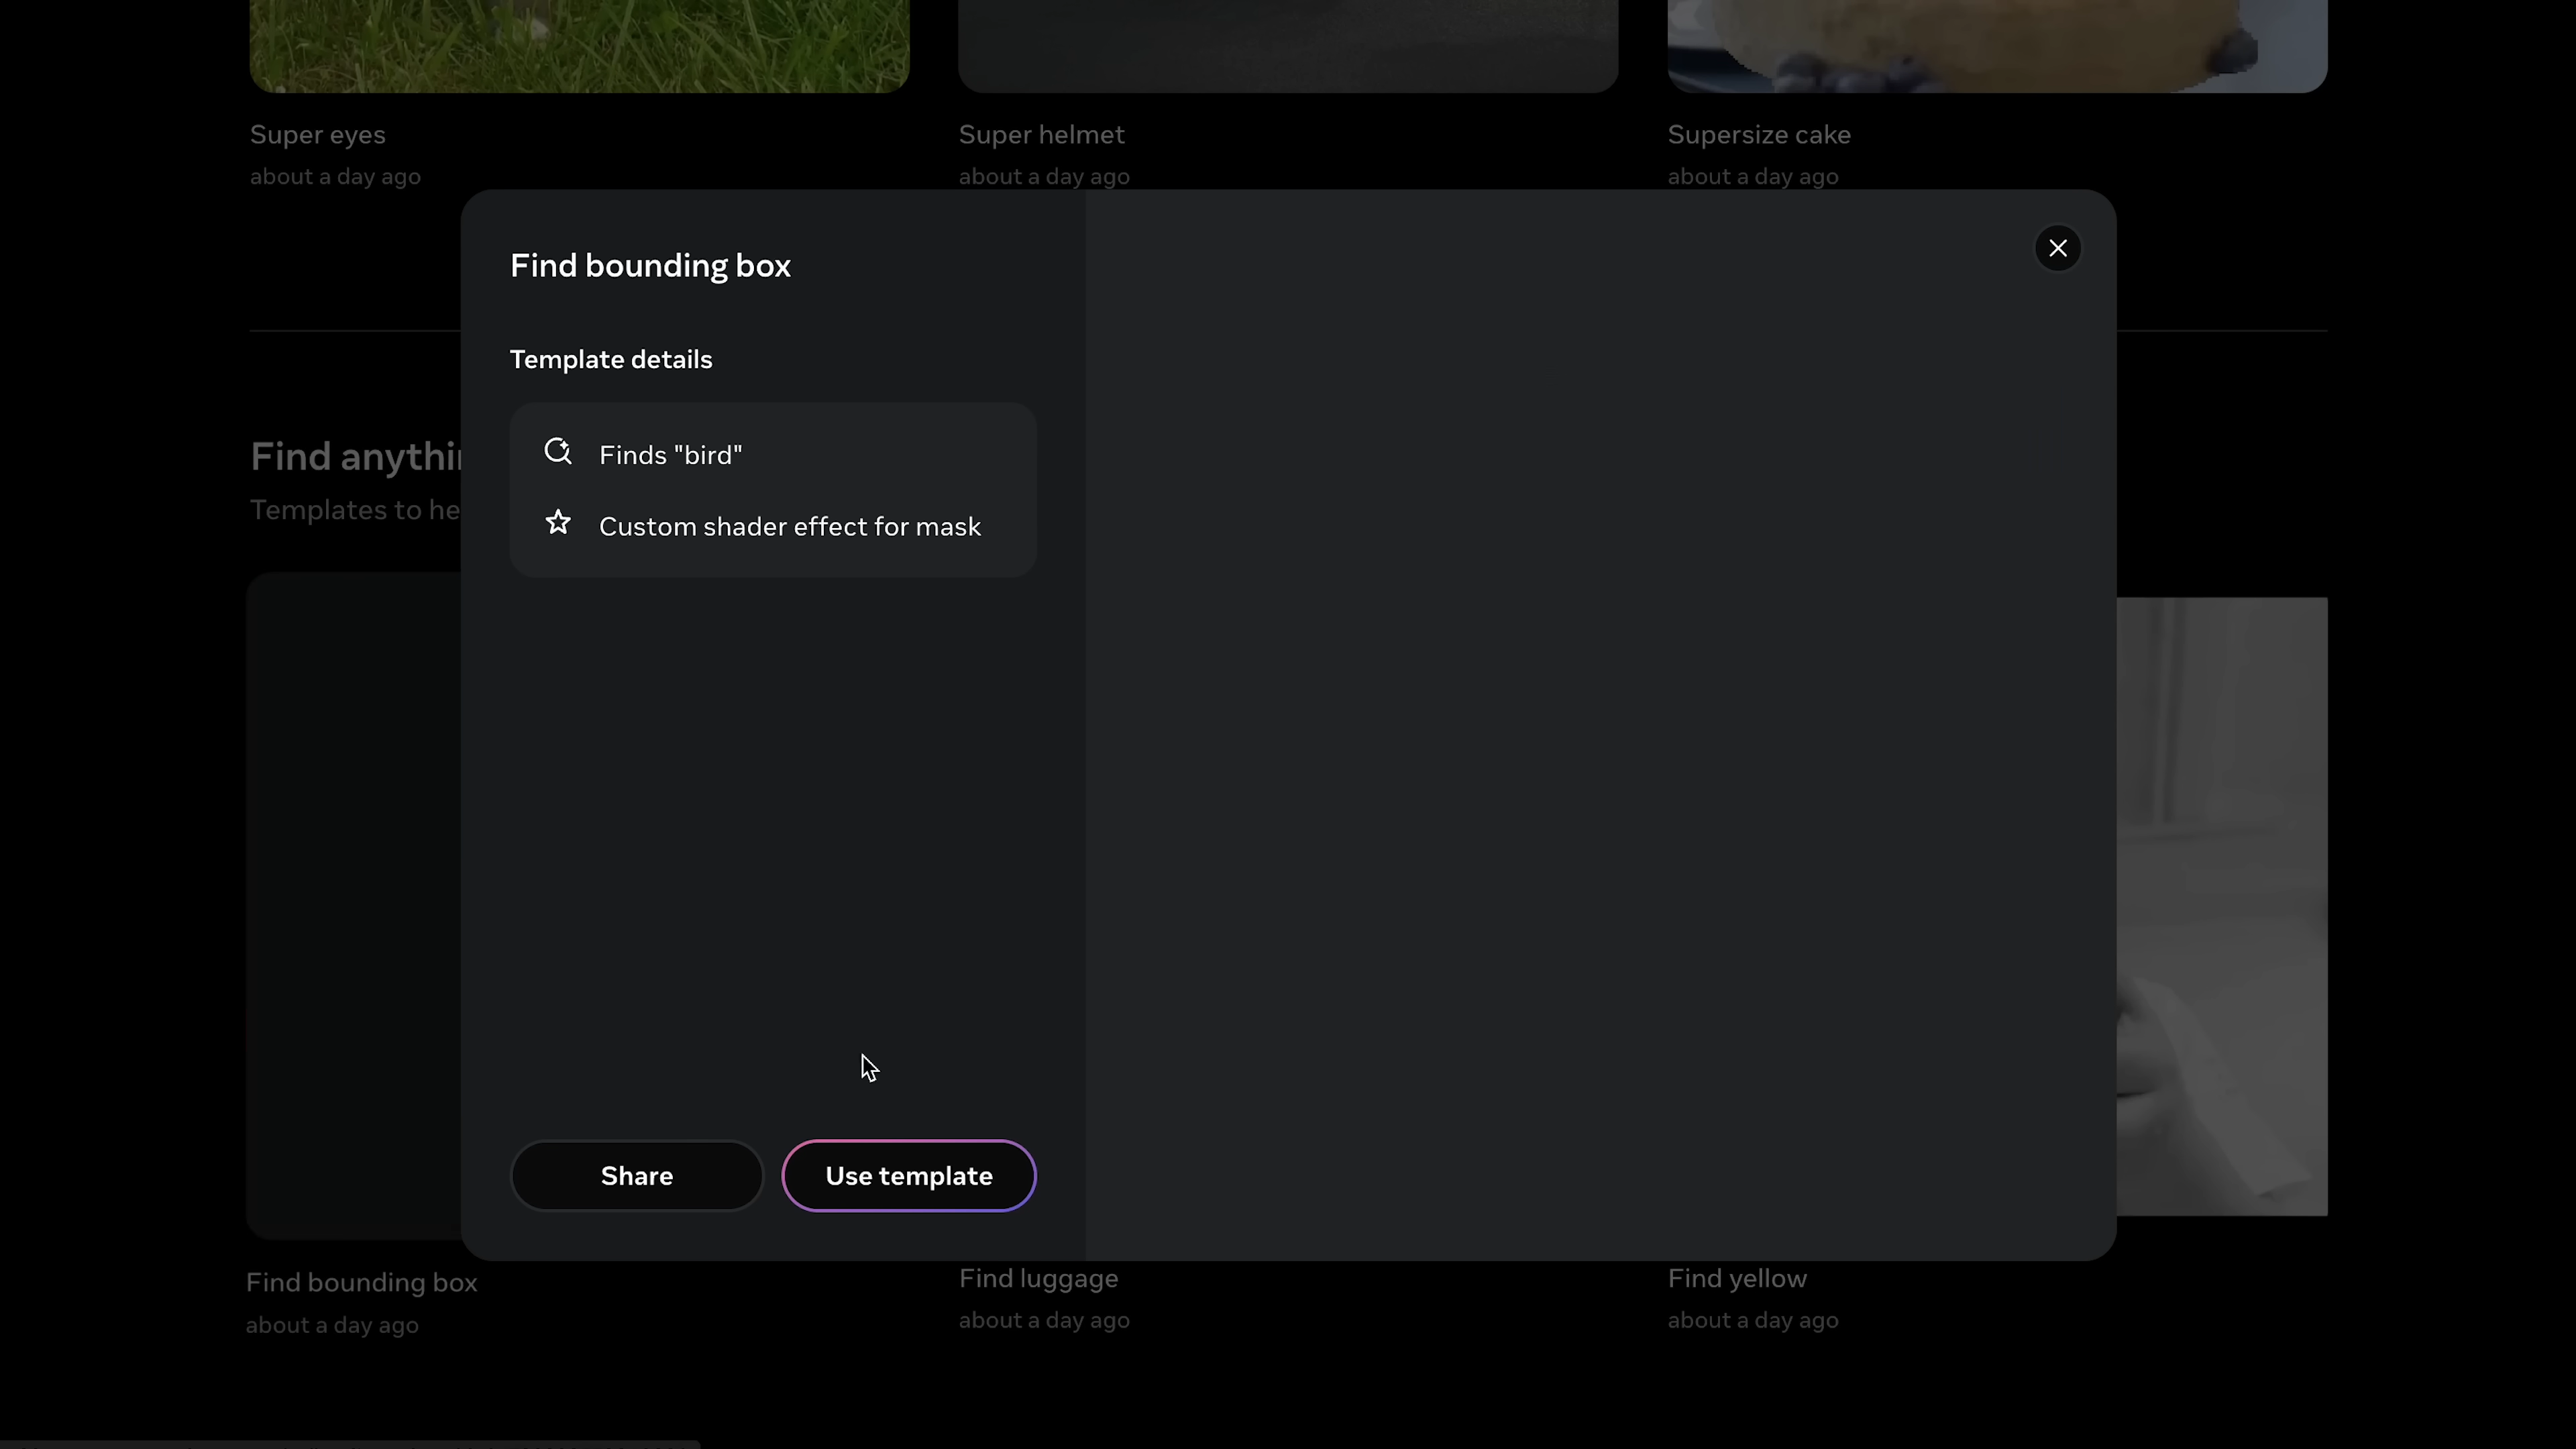 Super eyes
about a day ago
Super helmet
about a day ago
Supersize cake
about a day ago
Find bounding box
Template details
Finds "bird"
Custom shader effect for mask
Share
Use template
Templates to
Find bounding box
about a day ago
Find luggage
about a day ago
Find yellow
about a day ago